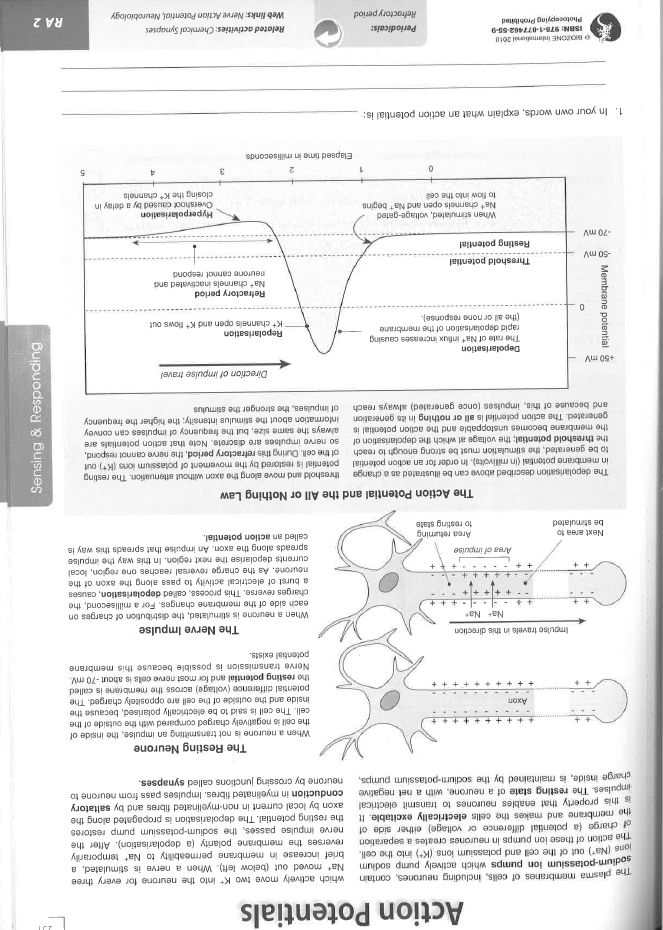 Action Potentials
The plasma membranes of cells, including neurones, contain
sodium-potassium ion pumps which actively pump sodium
ions (Na⁺) out of the cell and potassium ions (K⁺) into the cell.
The action of these ion pumps in neurones creates a separation
of charge (a potential difference or voltage) either side of
the membrane and makes the cells electrically excitable. It
is this property that enables neurones to transmit electrical
impulses. The resting state of a neurone, with a net negative
charge inside, is maintained by the sodium-potassium pumps,
which actively move two K⁺ into the neurone for every three
Na⁺ moved out (below left). When a nerve is stimulated, a
brief increase in membrane permeability to Na⁺ temporarily
reverses the membrane polarity (a depolarisation). After the
nerve impulse passes, the sodium-potassium pump restores
the resting potential. The depolarisation is propagated along the
axon by local current in non-myelinated fibres and by saltatory
conduction in myelinated fibres. Impulses pass from neurone to
neurone by crossing junctions called synapses.
Axon
The Resting Neurone
When a neurone is not transmitting an impulse, the inside of
the cell is negatively charged compared with the outside of the
cell. The cell is said to be electrically polarised, because the
inside and the outside of the cell are oppositely charged. The
potential difference (voltage) across the membrane is called
the resting potential and for most nerve cells is about -70 mV.
Nerve transmission is possible because this membrane
potential exists.
Impulse travels in this direction
Na⁺ Na⁺
Next area to
be stimulated
Area of impulse
Area returning
to resting state
The Nerve Impulse
When a neurone is stimulated, the distribution of charges on
each side of the membrane changes. For a millisecond, the
charges reverse. This process, called depolarisation, causes
a burst of electrical activity to pass along the axon of the
neurone. As the charge reversal reaches one region, local
currents depolarise the next region. In this way the impulse
spreads along the axon. An impulse that spreads this way is
called an action potential.
The Action Potential and the All or Nothing Law
The depolarisation described above can be illustrated as a change
in membrane potential (in millivolts). In order for an action potential
to be generated, the stimulation must be strong enough to reach
the threshold potential; the voltage at which the depolarisation of
the membrane becomes unstoppable and the action potential is
generated. The action potential is all or nothing in its generation
and because of this, impulses (once generated) always reach
threshold and move along the axon without attenuation. The resting
potential is restored by the movement of potassium ions (K⁺) out
of the cell. During this refractory period, the nerve cannot respond,
so nerve impulses are discrete. Note that action potentials are
always the same size, but the frequency of impulses can convey
information about the stimulus intensity; the higher the frequency
of impulses, the stronger the stimulus
Direction of impulse travel
+50 mV
0
-50 mV
-70 mV
Membrane potential
Depolarisation
The rate of Na⁺ influx increases causing
rapid depolarisation of the membrane
(the all or none response).
Repolarisation
K⁺ channels open and K⁺ flows out
Refractory period
Na⁺ channels inactivated and
neurone cannot respond
Threshold potential
Resting potential
When stimulated, voltage-gated
Na⁺ channels open and Na⁺ begins
to flow into the cell
Hyperpolarisation
Overshoot caused by a delay in
closing the K⁺ channels
0 1 2 3 4 5
Elapsed time in milliseconds
Sensing & Responding
1. In your own words, explain what an action potential is:
© BIOZONE International 2010
ISBN: 978-1-877462-55-9
Photocopying Prohibited
Periodicals:
Refractory period
Related activities: Chemical Synapses
Web links: Nerve Action Potential, Neurobiology
RA 2